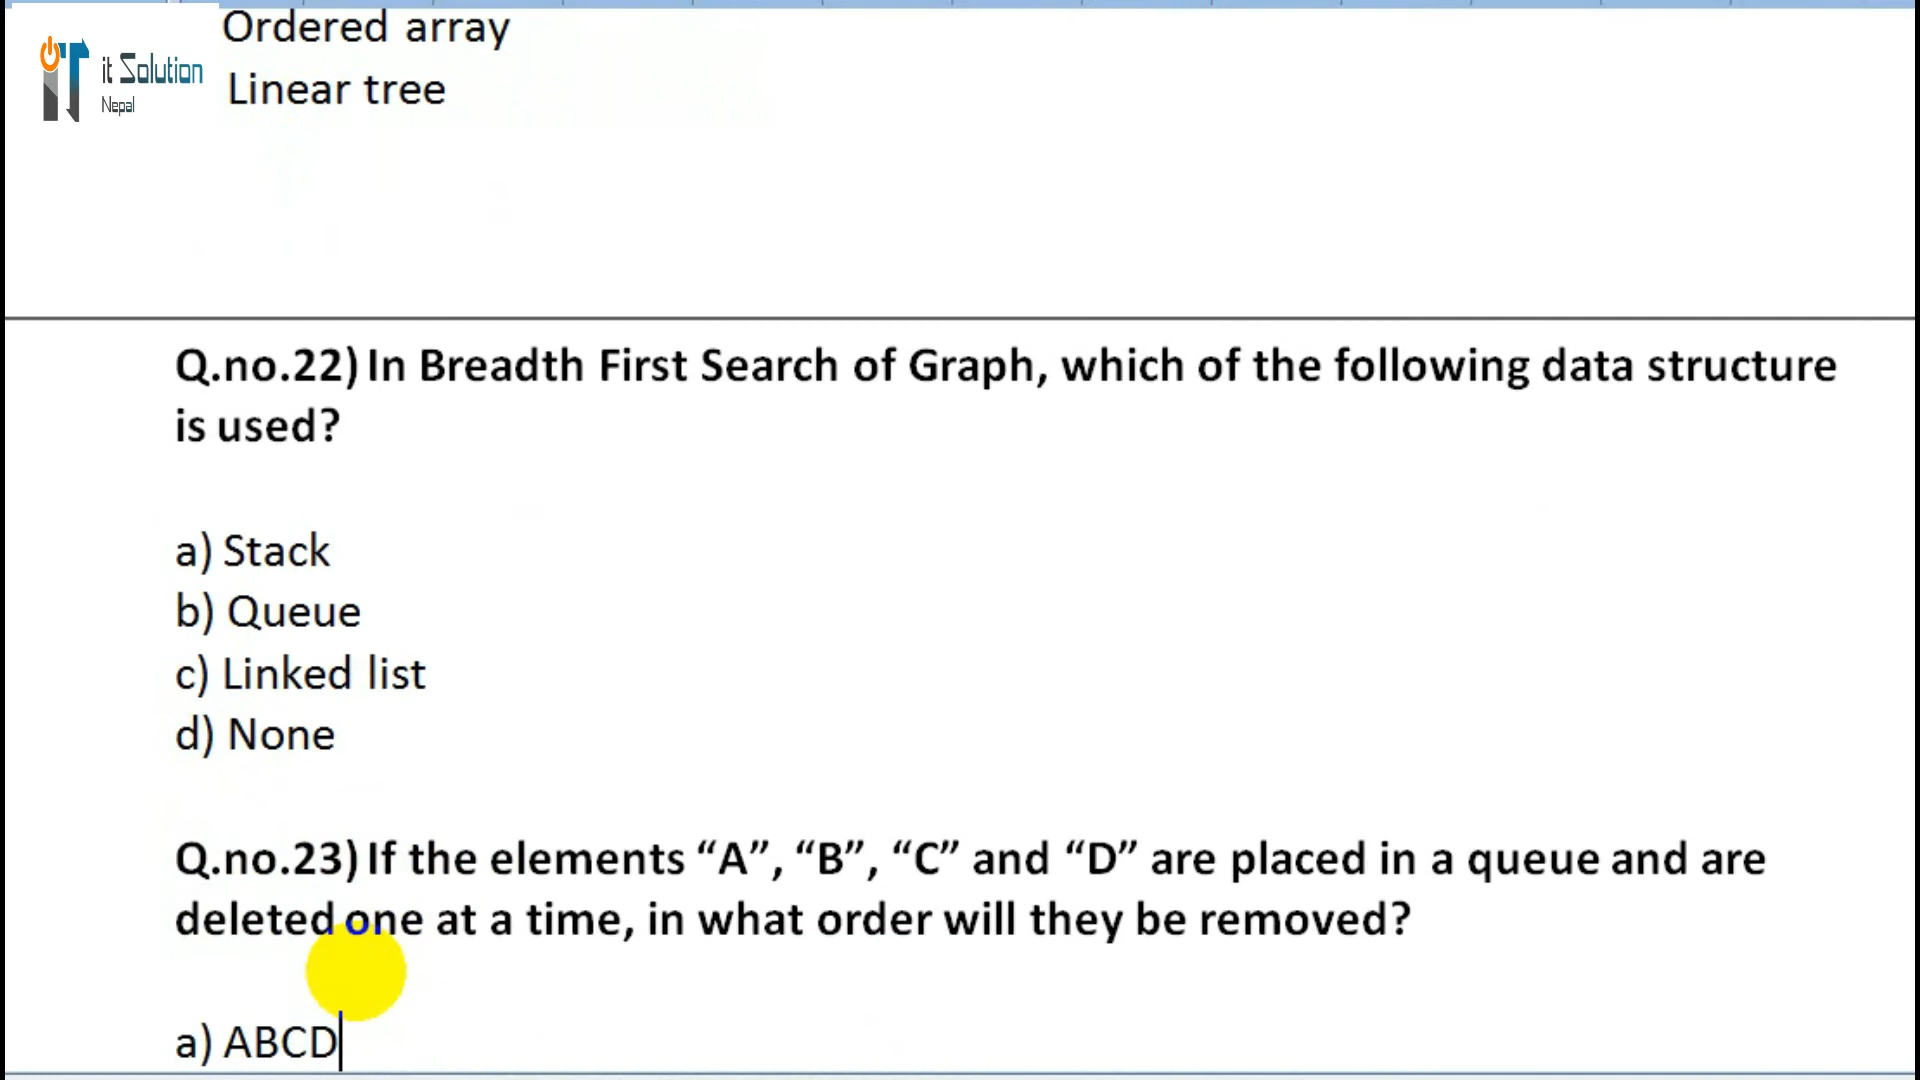 Ordered array
it Solution
Nepal
Linear tree
Q.no.22) In Breadth First Search of Graph, which of the following data structure
is used?
a) Stack
b) Queue
c) Linked list
d) None
Q.no.23) If the elements “A”, “B”, “C” and “D” are placed in a queue and are
deleted one at a time, in what order will they be removed?
a) ABCD